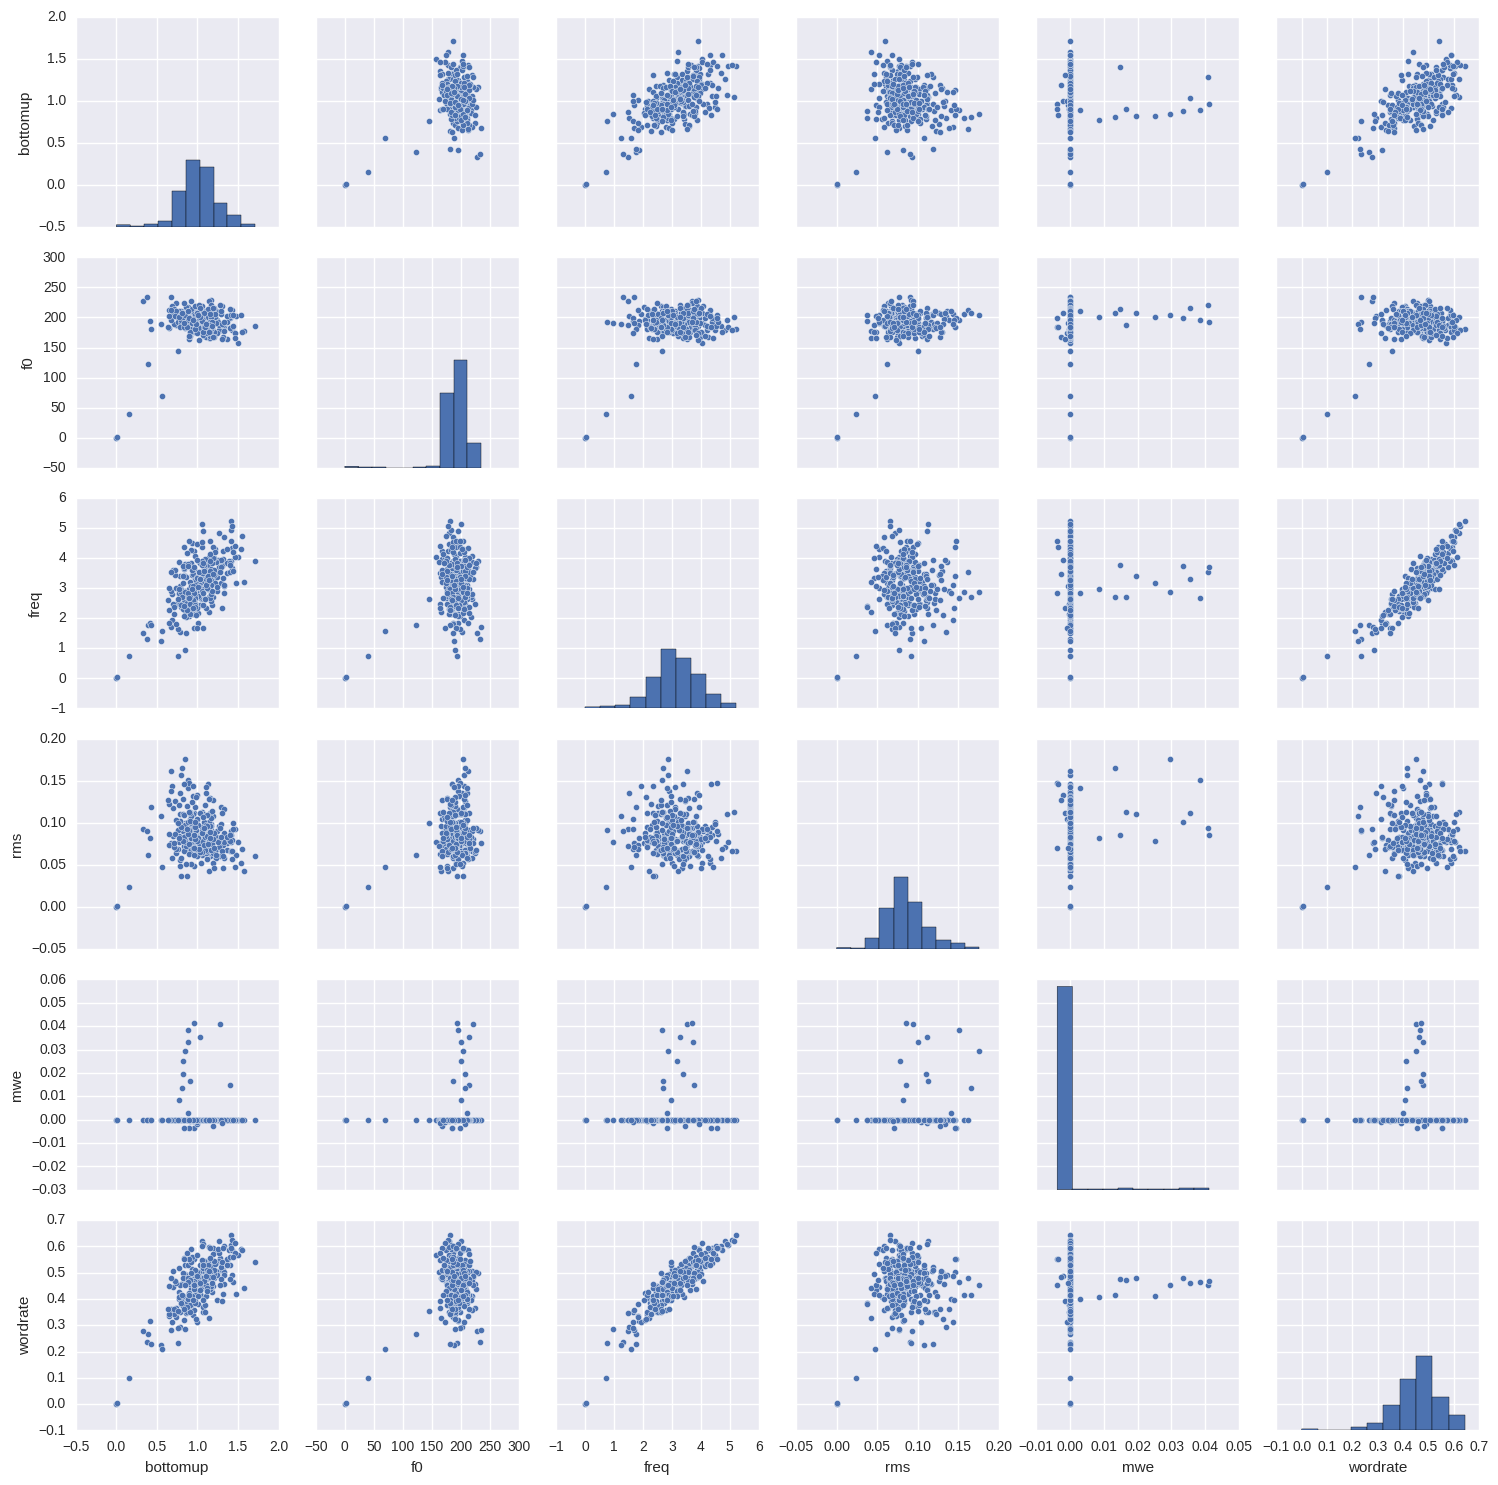 2.0
1.5
1.0
0.5
0.0
−0.5
bottomup
300
250
200
150
100
50
0
−50
f0
6
5
4
3
2
1
0
−1
freq
0.20
0.15
0.10
0.05
0.00
−0.05
rms
0.06
0.05
0.04
0.03
0.02
0.01
0.00
−0.01
−0.02
−0.03
mwe
0.7
0.6
0.5
0.4
0.3
0.2
0.1
0.0
−0.1
wordrate
−0.5 0.0 0.5 1.0 1.5 2.0
bottomup
−50 0 50 100 150 200 250 300
f0
−1 0 1 2 3 4 5 6
freq
−0.05 0.00 0.05 0.10 0.15 0.20
rms
−0.01 0.00 0.01 0.02 0.03 0.04 0.05
mwe
−0.1 0.0 0.1 0.2 0.3 0.4 0.5 0.6 0.7
wordrate